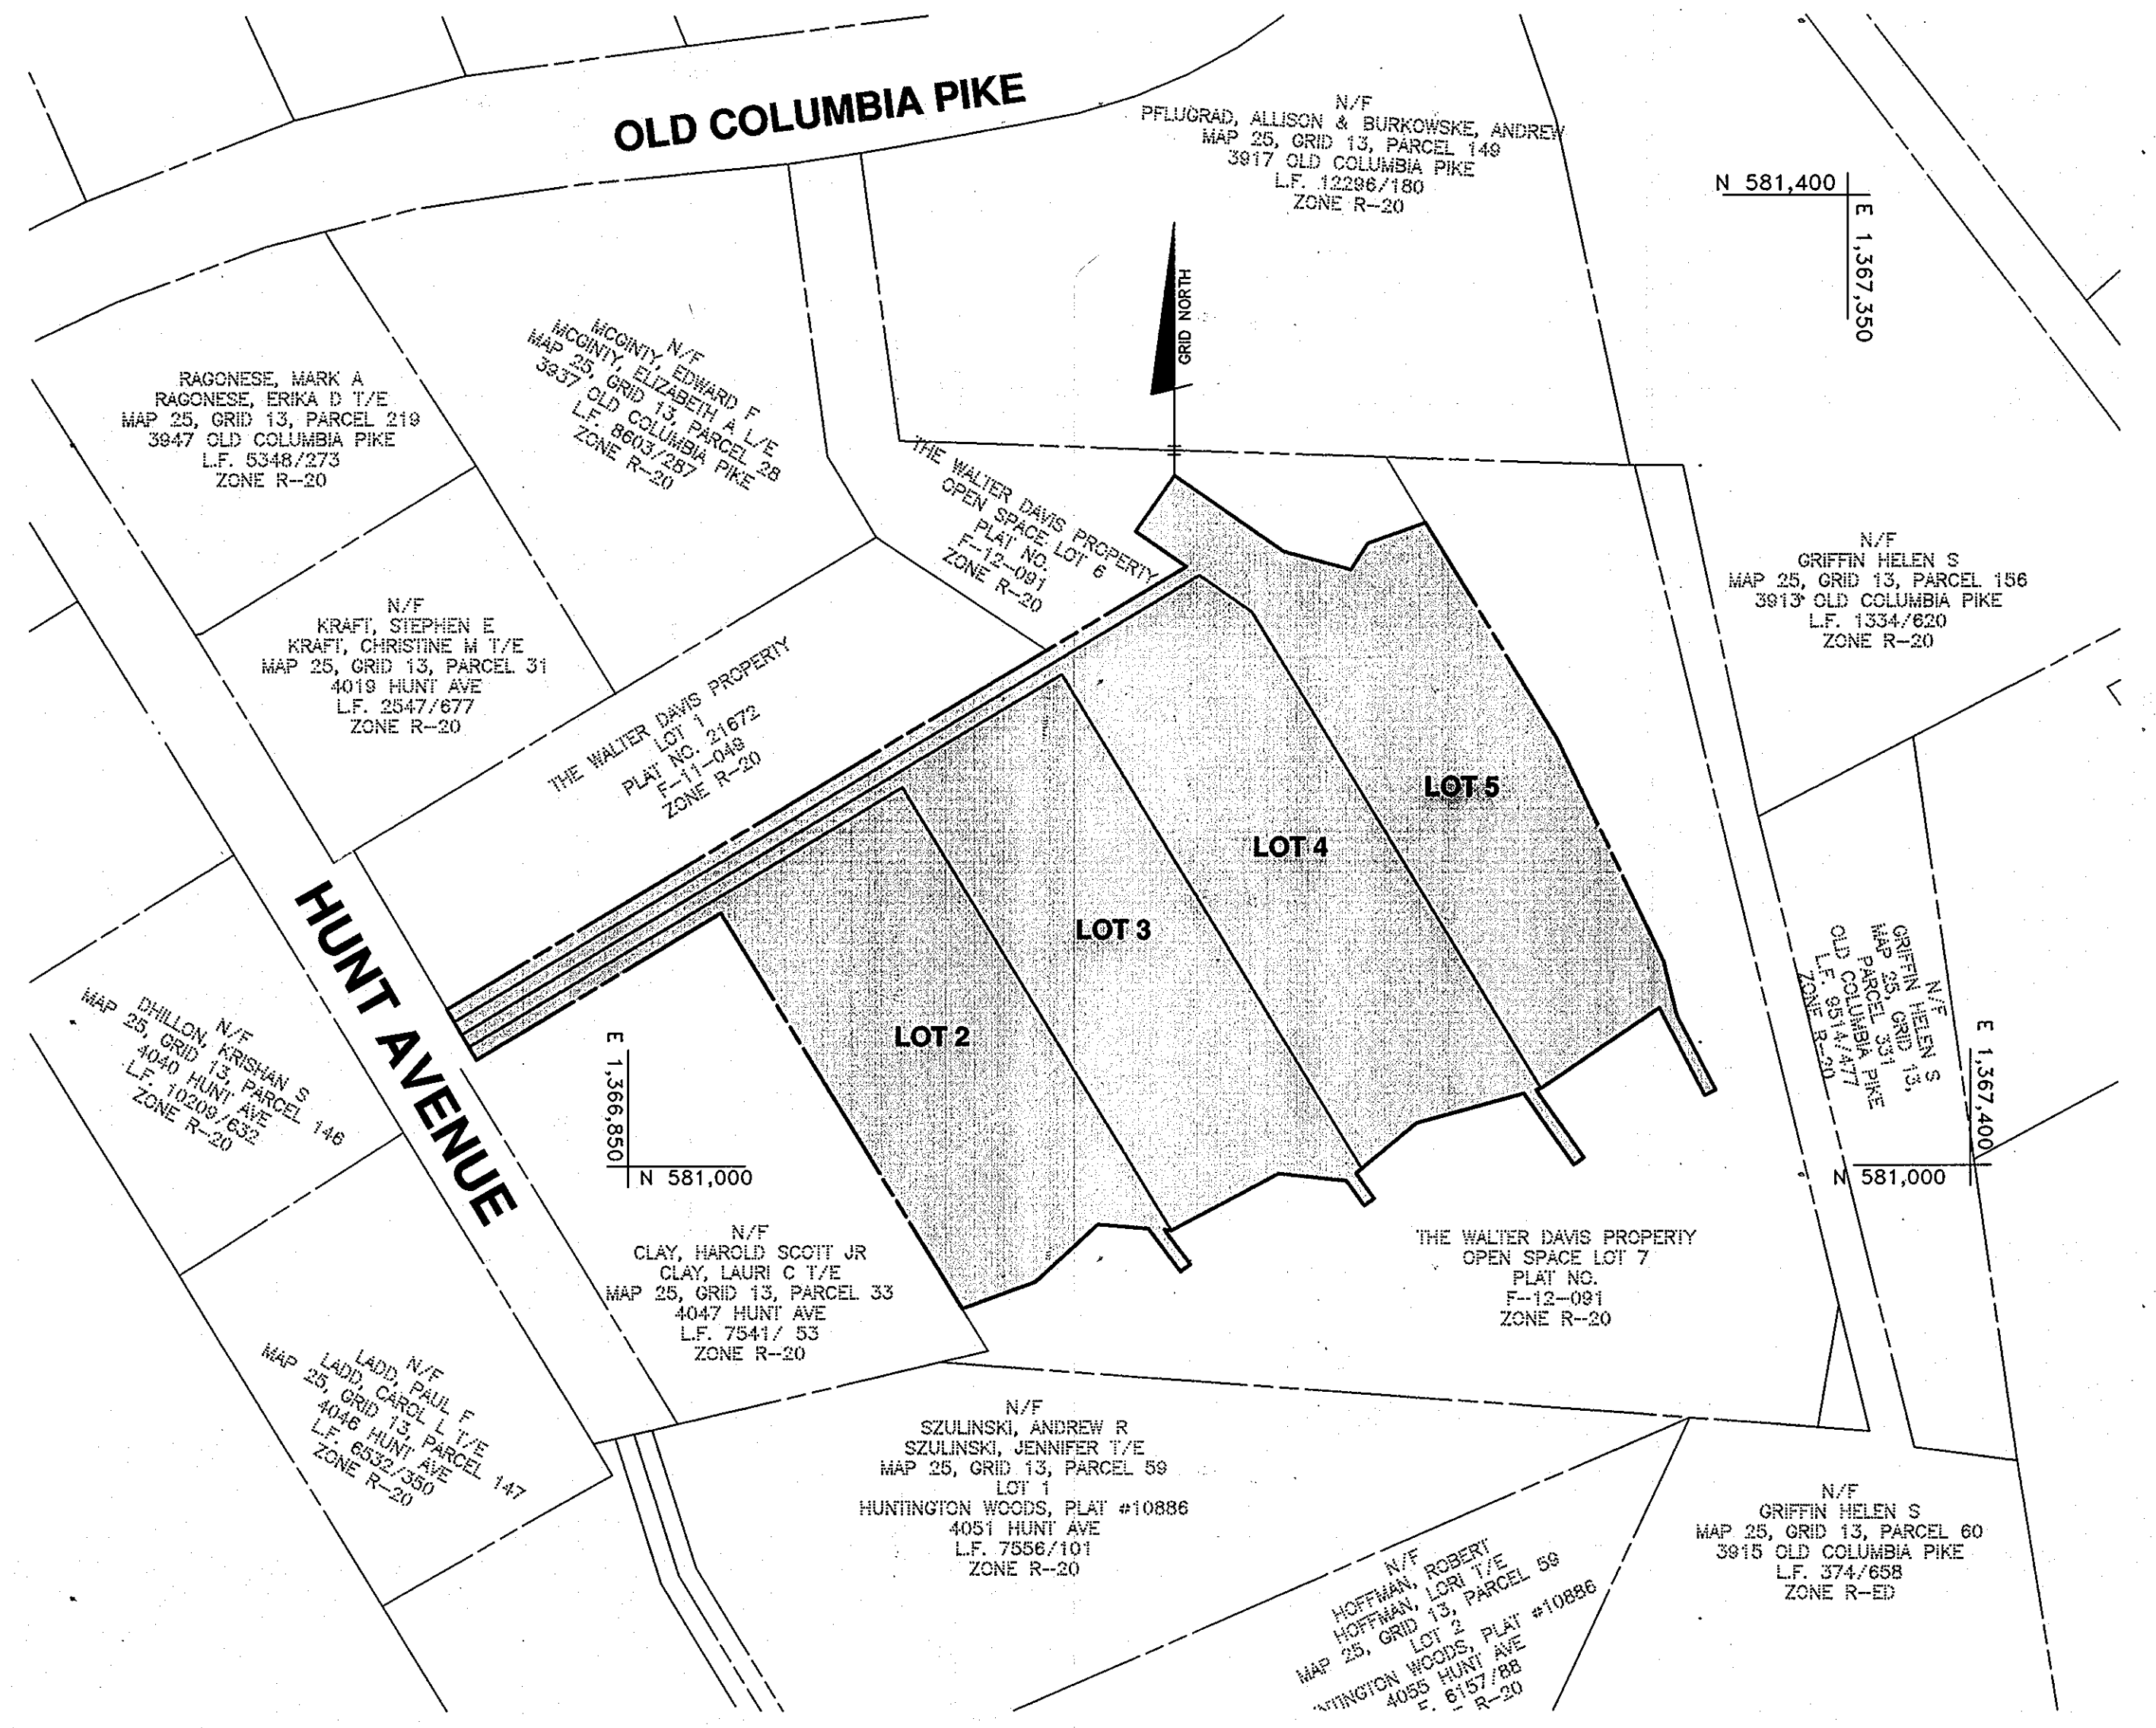 OLD COLUMBIA PIKE
N/F
PFLUGRAD, ALLISON & BURKOWSKE, ANDREW
MAP 25, GRID 13, PARCEL 149
3917 OLD COLUMBIA PIKE
L.F. 12296/180
ZONE R-20
N 581,400
E 1,367,350
GRID NORTH
RAGONESE, MARK A
RAGONESE, ERIKA D T/E
MAP 25, GRID 13, PARCEL 219
3947 OLD COLUMBIA PIKE
L.F. 5348/273
ZONE R-20
N/F
MCGINTY, EDWARD F
MCGINTY, ELIZABETH A L/E
MAP 25, GRID 13, PARCEL 28
3937 OLD COLUMBIA PIKE
L.F. 8603/287
ZONE R-20
THE WALTER DAVIS PROPERTY
OPEN SPACE LOT 6
PLAT NO.
F-12-091
ZONE R-20
N/F
GRIFFIN HELEN S
MAP 25, GRID 13, PARCEL 156
3913 OLD COLUMBIA PIKE
L.F. 1334/620
ZONE R-20
N/F
KRAFT, STEPHEN E
KRAFT, CHRISTINE M T/E
MAP 25, GRID 13, PARCEL 31
4019 HUNT AVE
L.F. 2547/677
ZONE R-20
THE WALTER DAVIS PROPERTY
LOT 1
PLAT NO. 21672
F-11-049
ZONE R-20
LOT 5
LOT 4
LOT 3
LOT 2
HUNT AVENUE
N/F
GRIFFIN HELEN S
MAP 25, GRID 13,
PARCEL 331
OLD COLUMBIA PIKE
L.F. 9514/477
ZONE R-20
N/F
DHILLON, KRISHAN S
MAP 25, GRID 13, PARCEL 146
4040 HUNT AVE
L.F. 10209/632
ZONE R-20
E 1,366,850
N 581,000
E 1,367,400
N 581,000
N/F
CLAY, HAROLD SCOTT JR
CLAY, LAURI C T/E
MAP 25, GRID 13, PARCEL 33
4047 HUNT AVE
L.F. 7541/ 53
ZONE R-20
THE WALTER DAVIS PROPERTY
OPEN SPACE LOT 7
PLAT NO.
F-12-091
ZONE R-20
N/F
LADD, PAUL F
LADD, CAROL L T/E
MAP 25, GRID 13, PARCEL 147
4046 HUNT AVE
L.F. 6532/350
ZONE R-20
N/F
SZULINSKI, ANDREW R
SZULINSKI, JENNIFER T/E
MAP 25, GRID 13, PARCEL 59
LOT 1
HUNTINGTON WOODS, PLAT #10886
4051 HUNT AVE
L.F. 7556/101
ZONE R-20
N/F
HOFFMAN, ROBERT
HOFFMAN, LORI T/E
MAP 25, GRID 13, PARCEL 59
LOT 2
NTINGTON WOODS, PLAT #10886
4055 HUNT AVE
F. 6157/88
R-20
N/F
GRIFFIN HELEN S
MAP 25, GRID 13, PARCEL 60
3915 OLD COLUMBIA PIKE
L.F. 374/658
ZONE R-ED